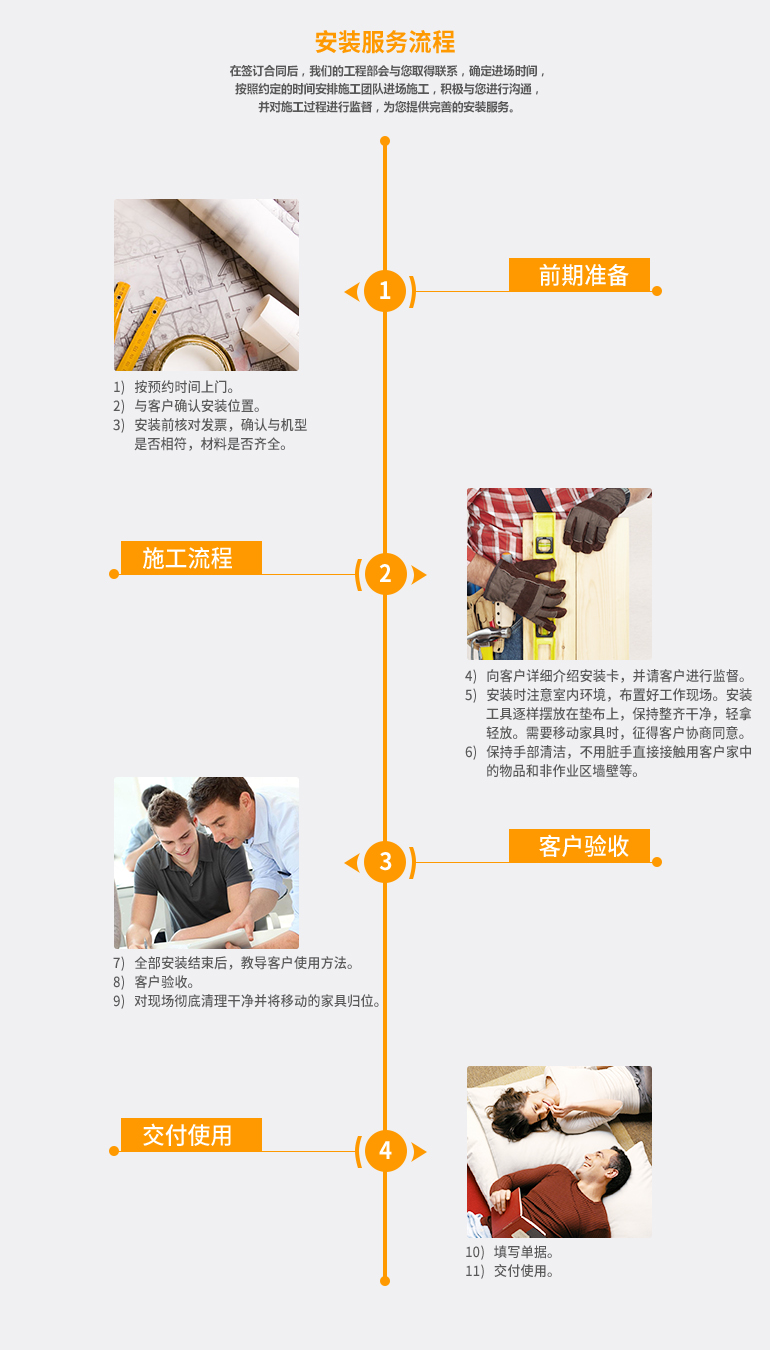 安装服务流程
在签订合同后，我们的工程部会与您取得联系，确定进场时间，
按照约定的时间安排施工团队进场施工，积极与您进行沟通，
并对施工过程进行监督，为您提供完善的安装服务。
1
前期准备
1) 按预约时间上门。
2) 与客户确认安装位置。
3) 安装前核对发票，确认与机型
是否相符，材料是否齐全。
施工流程
2
4) 向客户详细介绍安装卡，并请客户进行监督。
5) 安装时注意室内环境，布置好工作现场。安装
工具逐样摆放在垫布上，保持整齐干净，轻拿
轻放。需要移动家具时，征得客户协商同意。
6) 保持手部清洁，不用脏手直接接触用客户家中
的物品和非作业区墙壁等。
3
客户验收
7) 全部安装结束后，教导客户使用方法。
8) 客户验收。
9) 对现场彻底清理干净并将移动的家具归位。
交付使用
4
10) 填写单据。
11) 交付使用。